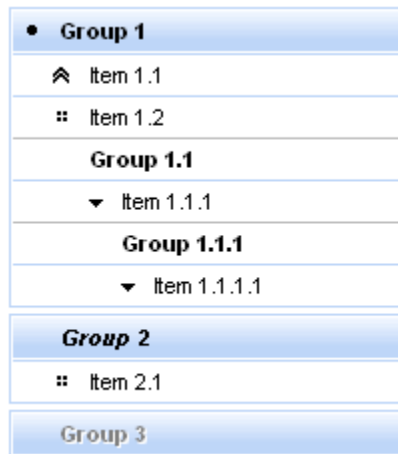 Group 1
Item 1.1
Item 1.2
Group 1.1
Item 1.1.1
Group 1.1.1
Item 1.1.1.1
Group 2
Item 2.1
Group 3